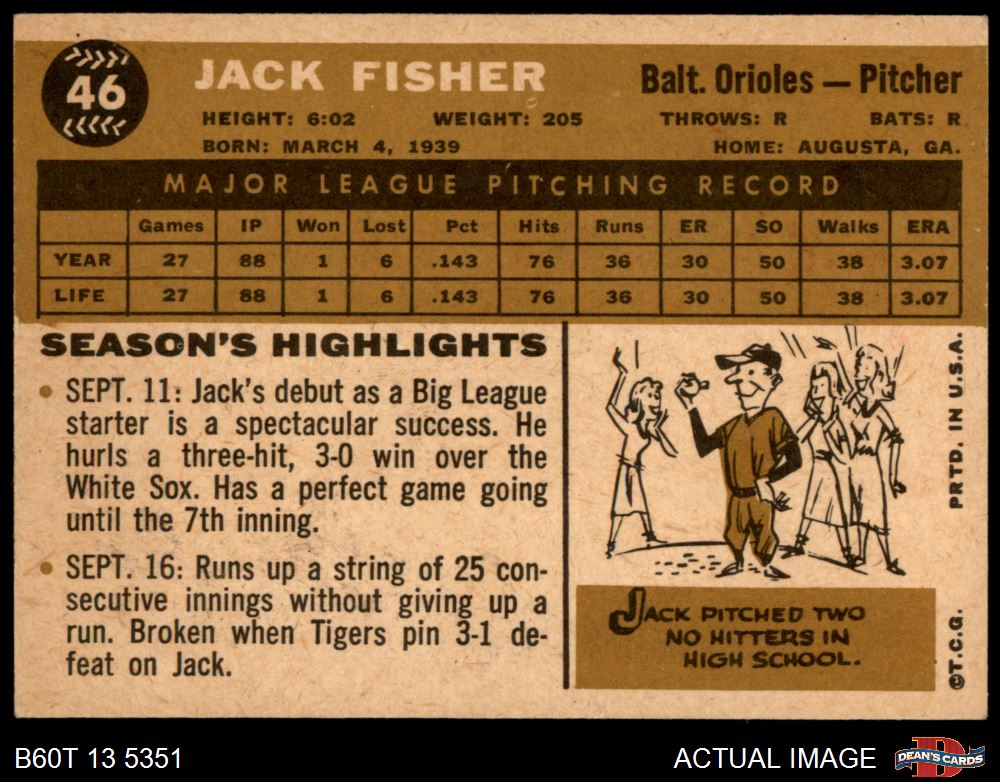 46
JACK FISHER
Balt. Orioles — Pitcher
HEIGHT: 6:02 WEIGHT: 205 THROWS: R BATS: R
BORN: MARCH 4, 1939 HOME: AUGUSTA, GA.
MAJOR LEAGUE PITCHING RECORD
Games IP Won Lost Pct Hits Runs ER SO Walks ERA
YEAR 27 88 1 6 .143 76 36 30 50 38 3.07
LIFE 27 88 1 6 .143 76 36 30 50 38 3.07
SEASON'S HIGHLIGHTS
• SEPT. 11: Jack's debut as a Big League
starter is a spectacular success. He
hurls a three-hit, 3-0 win over the
White Sox. Has a perfect game going
until the 7th inning.
• SEPT. 16: Runs up a string of 25 con-
secutive innings without giving up a
run. Broken when Tigers pin 3-1 de-
feat on Jack.
JACK PITCHED TWO
NO HITTERS IN
HIGH SCHOOL.
©T.C.G. PRTD. IN U.S.A.
B60T 13 5351
ACTUAL IMAGE
D
DEAN'S CARDS